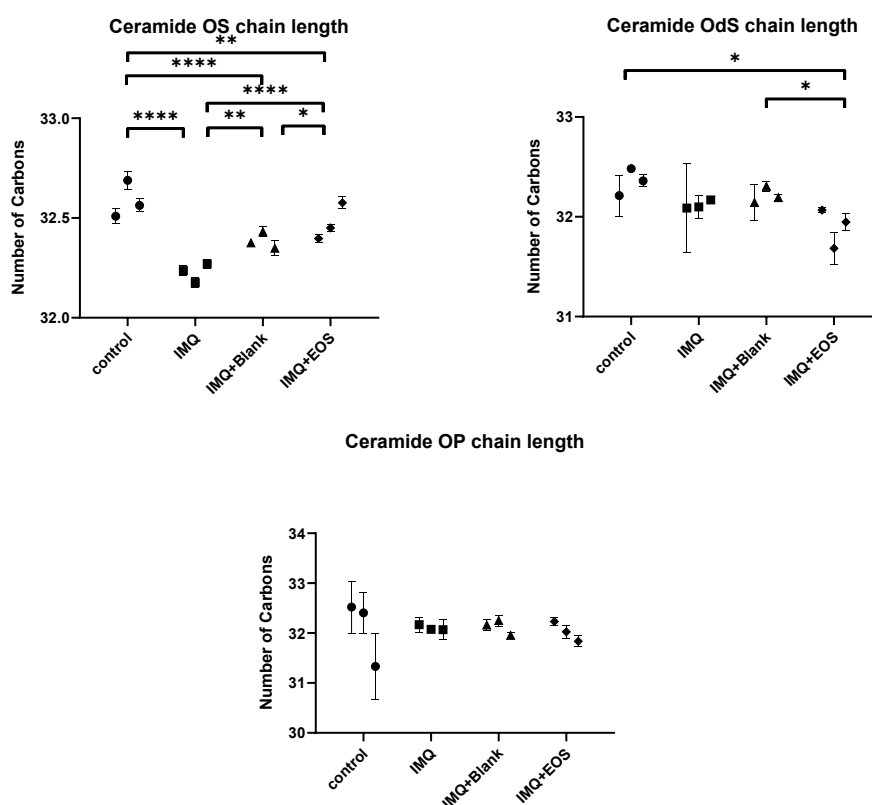 Ceramide OS chain length
**
****
****
****
**
*
Number of Carbons
33.0
32.5
32.0
control
IMQ
IMQ+Blank
IMQ+EOS
Ceramide OdS chain length
*
*
Number of Carbons
33
32
31
control
IMQ
IMQ+Blank
IMQ+EOS
Ceramide OP chain length
Number of Carbons
34
33
32
31
30
control
IMQ
IMQ+Blank
IMQ+EOS